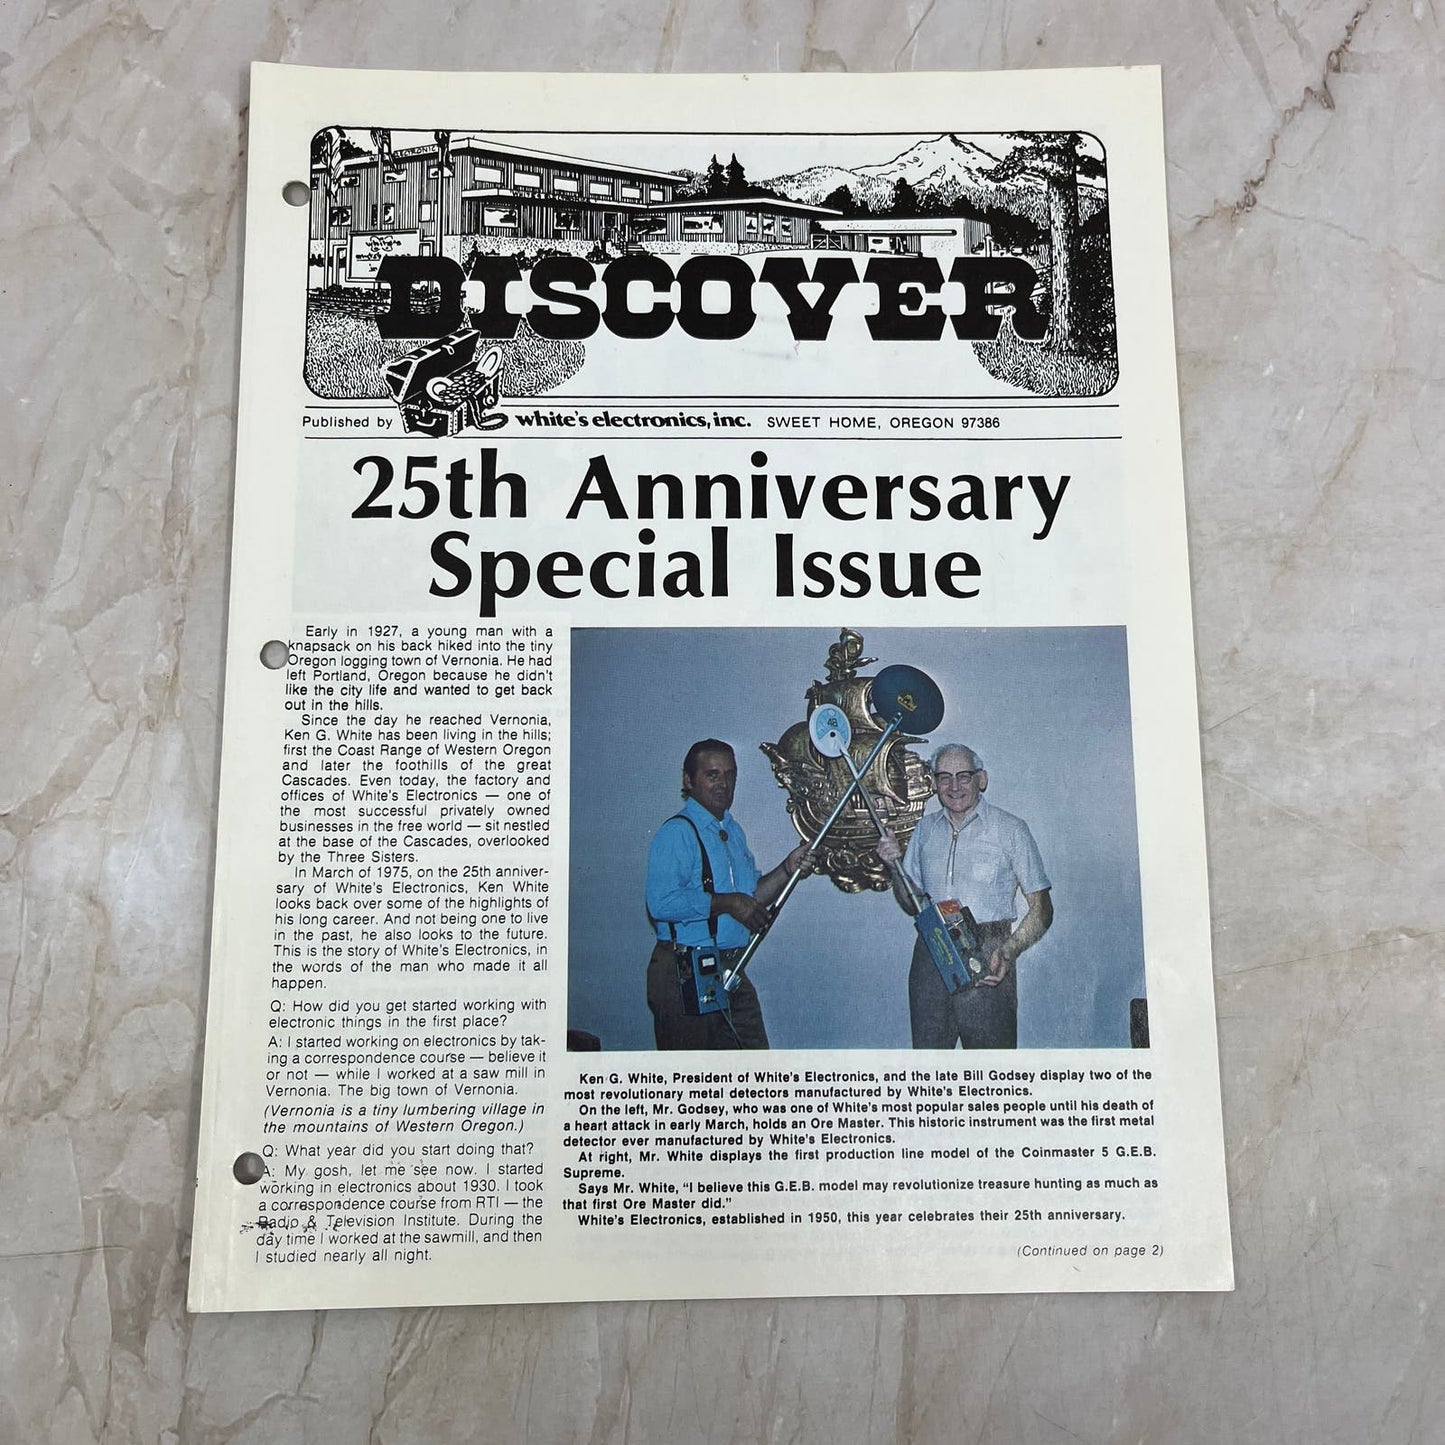 ELECTRONIC
DISCOVER
Published by white's electronics, inc. SWEET HOME, OREGON 97386
25th Anniversary
Special Issue
Early in 1927, a young man with a
knapsack on his back hiked into the tiny
Oregon logging town of Vernonia. He had
left Portland, Oregon because he didn't
like the city life and wanted to get back
out in the hills.
Since the day he reached Vernonia,
Ken G. White has been living in the hills;
first the Coast Range of Western Oregon
and later the foothills of the great
Cascades. Even today, the factory and
offices of White's Electronics — one of
the most successful privately owned
businesses in the free world — sit nestled
at the base of the Cascades, overlooked
by the Three Sisters.
In March of 1975, on the 25th anniver-
sary of White's Electronics, Ken White
looks back over some of the highlights of
his long career. And not being one to live
in the past, he also looks to the future.
This is the story of White's Electronics, in
the words of the man who made it all
happen.
Q: How did you get started working with
electronic things in the first place?
A: I started working on electronics by tak-
ing a correspondence course — believe it
or not — while I worked at a saw mill in
Vernonia. The big town of Vernonia.
(Vernonia is a tiny lumbering village in
the mountains of Western Oregon.)
Q: What year did you start doing that?
A: My gosh, let me see now. I started
working in electronics about 1930. I took
a correspondence course from RTI — the
Radio & Television Institute. During the
day time I worked at the sawmill, and then
I studied nearly all night.
48
Ken G. White, President of White's Electronics, and the late Bill Godsey display two of the
most revolutionary metal detectors manufactured by White's Electronics.
On the left, Mr. Godsey, who was one of White's most popular sales people until his death of
a heart attack in early March, holds an Ore Master. This historic instrument was the first metal
detector ever manufactured by White's Electronics.
At right, Mr. White displays the first production line model of the Coinmaster 5 G.E.B.
Supreme.
Says Mr. White, "I believe this G.E.B. model may revolutionize treasure hunting as much as
that first Ore Master did."
White's Electronics, established in 1950, this year celebrates their 25th anniversary.
(Continued on page 2)